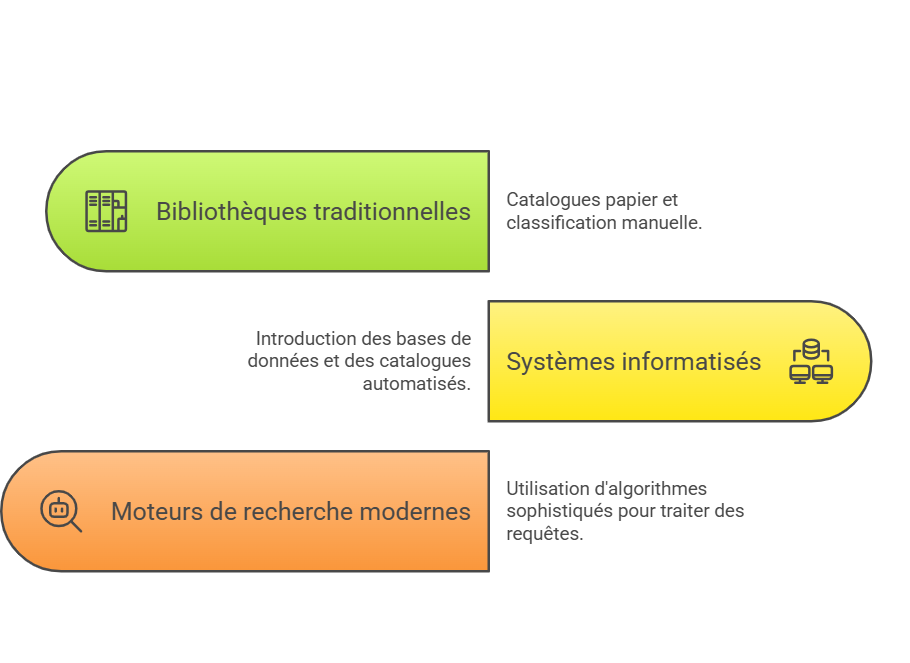 Bibliothèques traditionnelles
Catalogues papier et
classification manuelle.
Introduction des bases de
données et des catalogues
automatisés.
Systèmes informatisés
Moteurs de recherche modernes
Utilisation d'algorithmes
sophistiqués pour traiter des
requêtes.